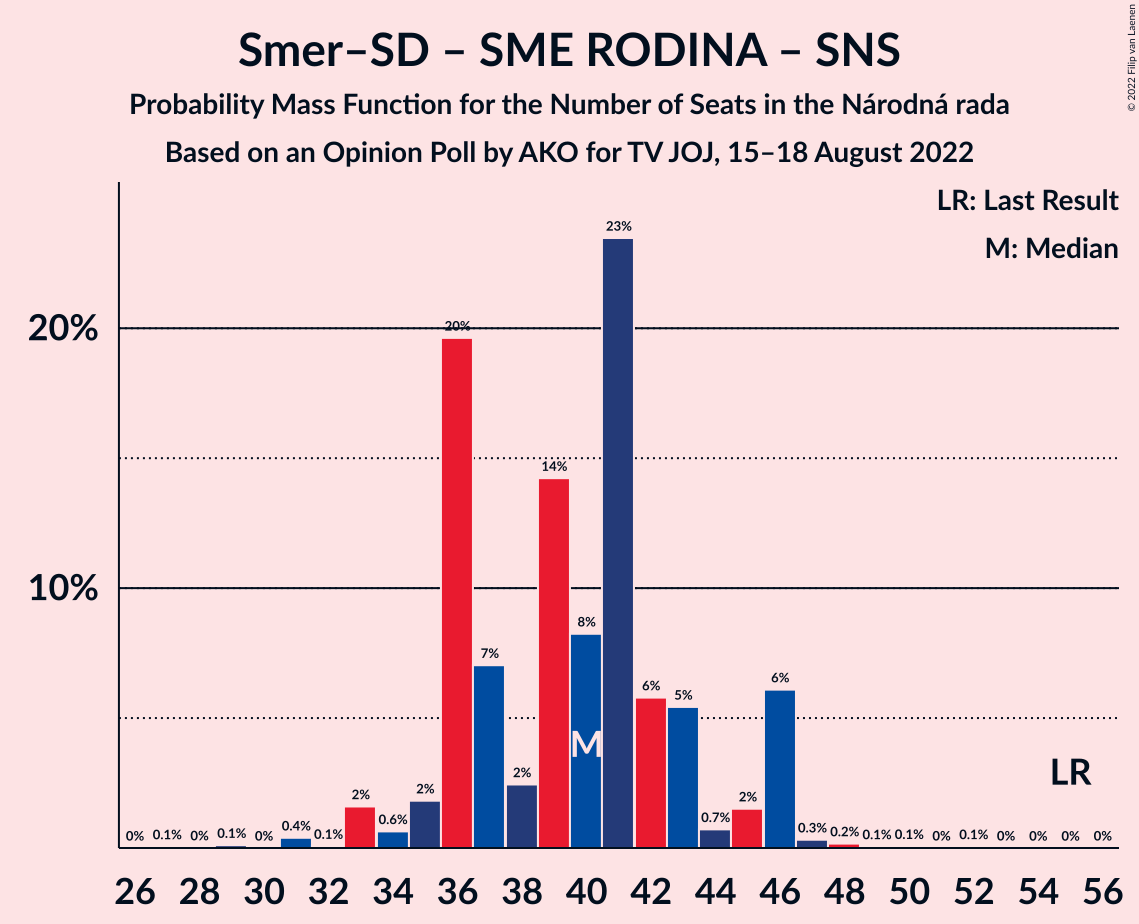 Smer–SD – SME RODINA – SNS
Probability Mass Function for the Number of Seats in the Národná rada
Based on an Opinion Poll by AKO for TV JOJ, 15–18 August 2022
© 2022 Filip van Laenen
LR: Last Result
M: Median
20%
10%
0% 0.1% 0% 0.1% 0% 0.4% 0.1% 2% 0.6% 2% 20% 7% 2% 14% 8% 23% 6% 5% 0.7% 2% 6% 0.3% 0.2% 0.1% 0.1% 0% 0.1% 0% 0% 0% 0%
M
LR
26 28 30 32 34 36 38 40 42 44 46 48 50 52 54 56